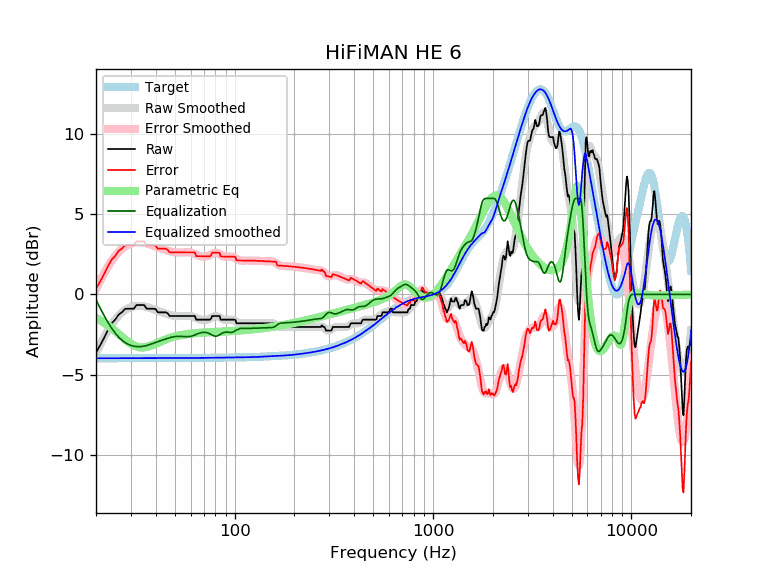 HiFiMAN HE 6
Target
Raw Smoothed
Error Smoothed
Raw
Error
Parametric Eq
Equalization
Equalized smoothed
Amplitude (dBr)
10
5
0
−5
−10
100
1000
10000
Frequency (Hz)